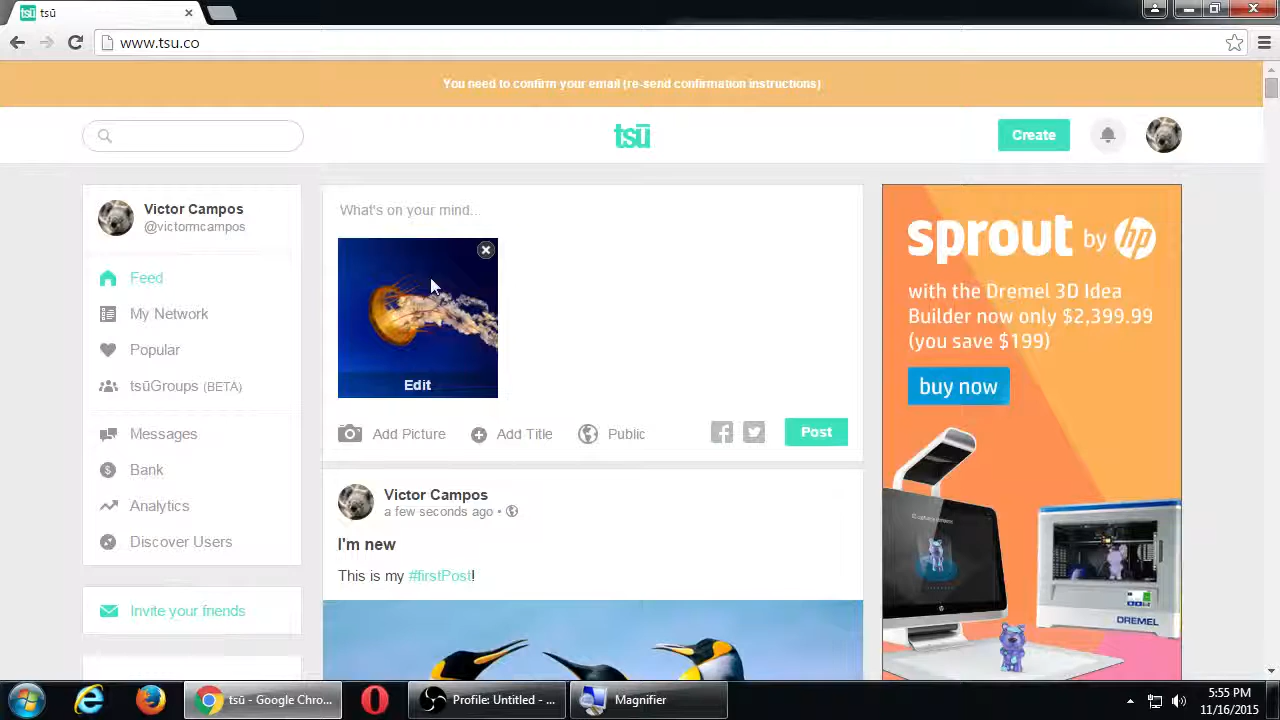 tsū
www.tsu.co
You need to confirm your email (re-send confirmation instructions)
tsū
Create
Victor Campos
@victormcampos
Feed
My Network
Popular
tsūGroups (BETA)
Messages
Bank
Analytics
Discover Users
Invite your friends
What's on your mind...
Edit
Add Picture
Add Title
Public
Post
Victor Campos
a few seconds ago •
I'm new
This is my #firstPost!
sprout by hp
with the Dremel 3D Idea
Builder now only $2,399.99
(you save $199)
buy now
DREMEL
tsū - Google Chro...
Profile: Untitled - ...
Magnifier
5:55 PM
11/16/2015